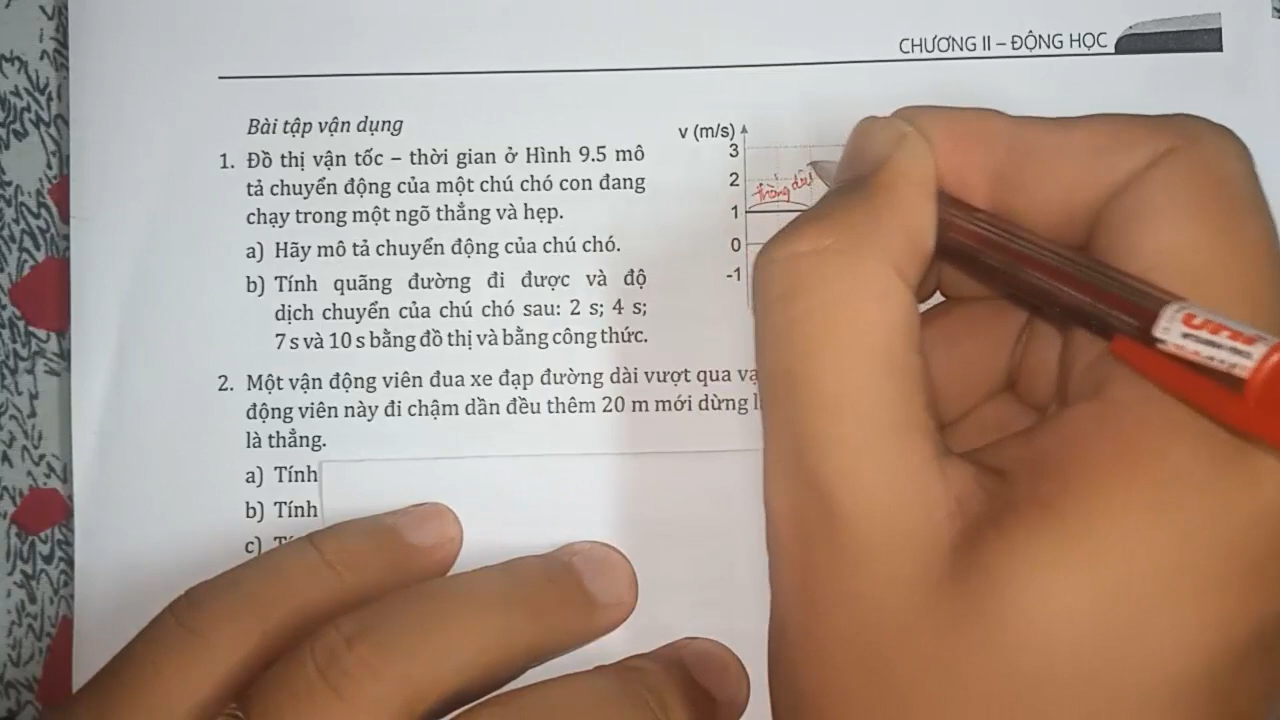 CHƯƠNG II – ĐỘNG HỌC
Bài tập vận dụng
1. Đồ thị vận tốc – thời gian ở Hình 9.5 mô
tả chuyển động của một chú chó con đang
chạy trong một ngõ thẳng và hẹp.
a) Hãy mô tả chuyển động của chú chó.
b) Tính quãng đường đi được và độ
dịch chuyển của chú chó sau: 2 s; 4 s;
7 s và 10 s bằng đồ thị và bằng công thức.
v (m/s)
3
2
thẳng đều
1
0
-1
2. Một vận động viên đua xe đạp đường dài vượt qua
động viên này đi chậm dần đều thêm 20 m mới dừng
là thẳng.
a) Tính
b) Tính
c)